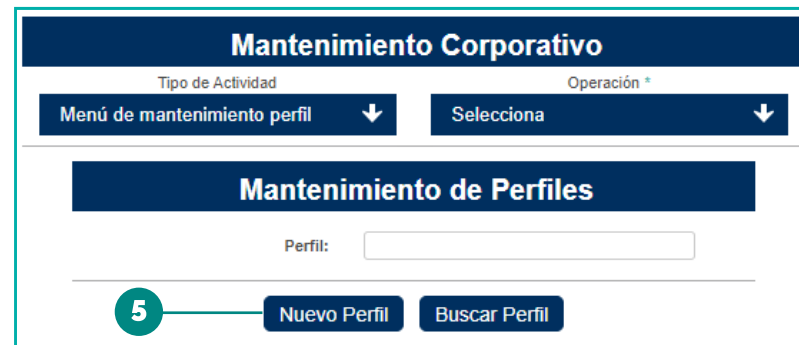 Mantenimiento Corporativo
Tipo de Actividad Operación *
Menú de mantenimiento perfil Selecciona
Mantenimiento de Perfiles
Perfil:
5 Nuevo Perfil Buscar Perfil